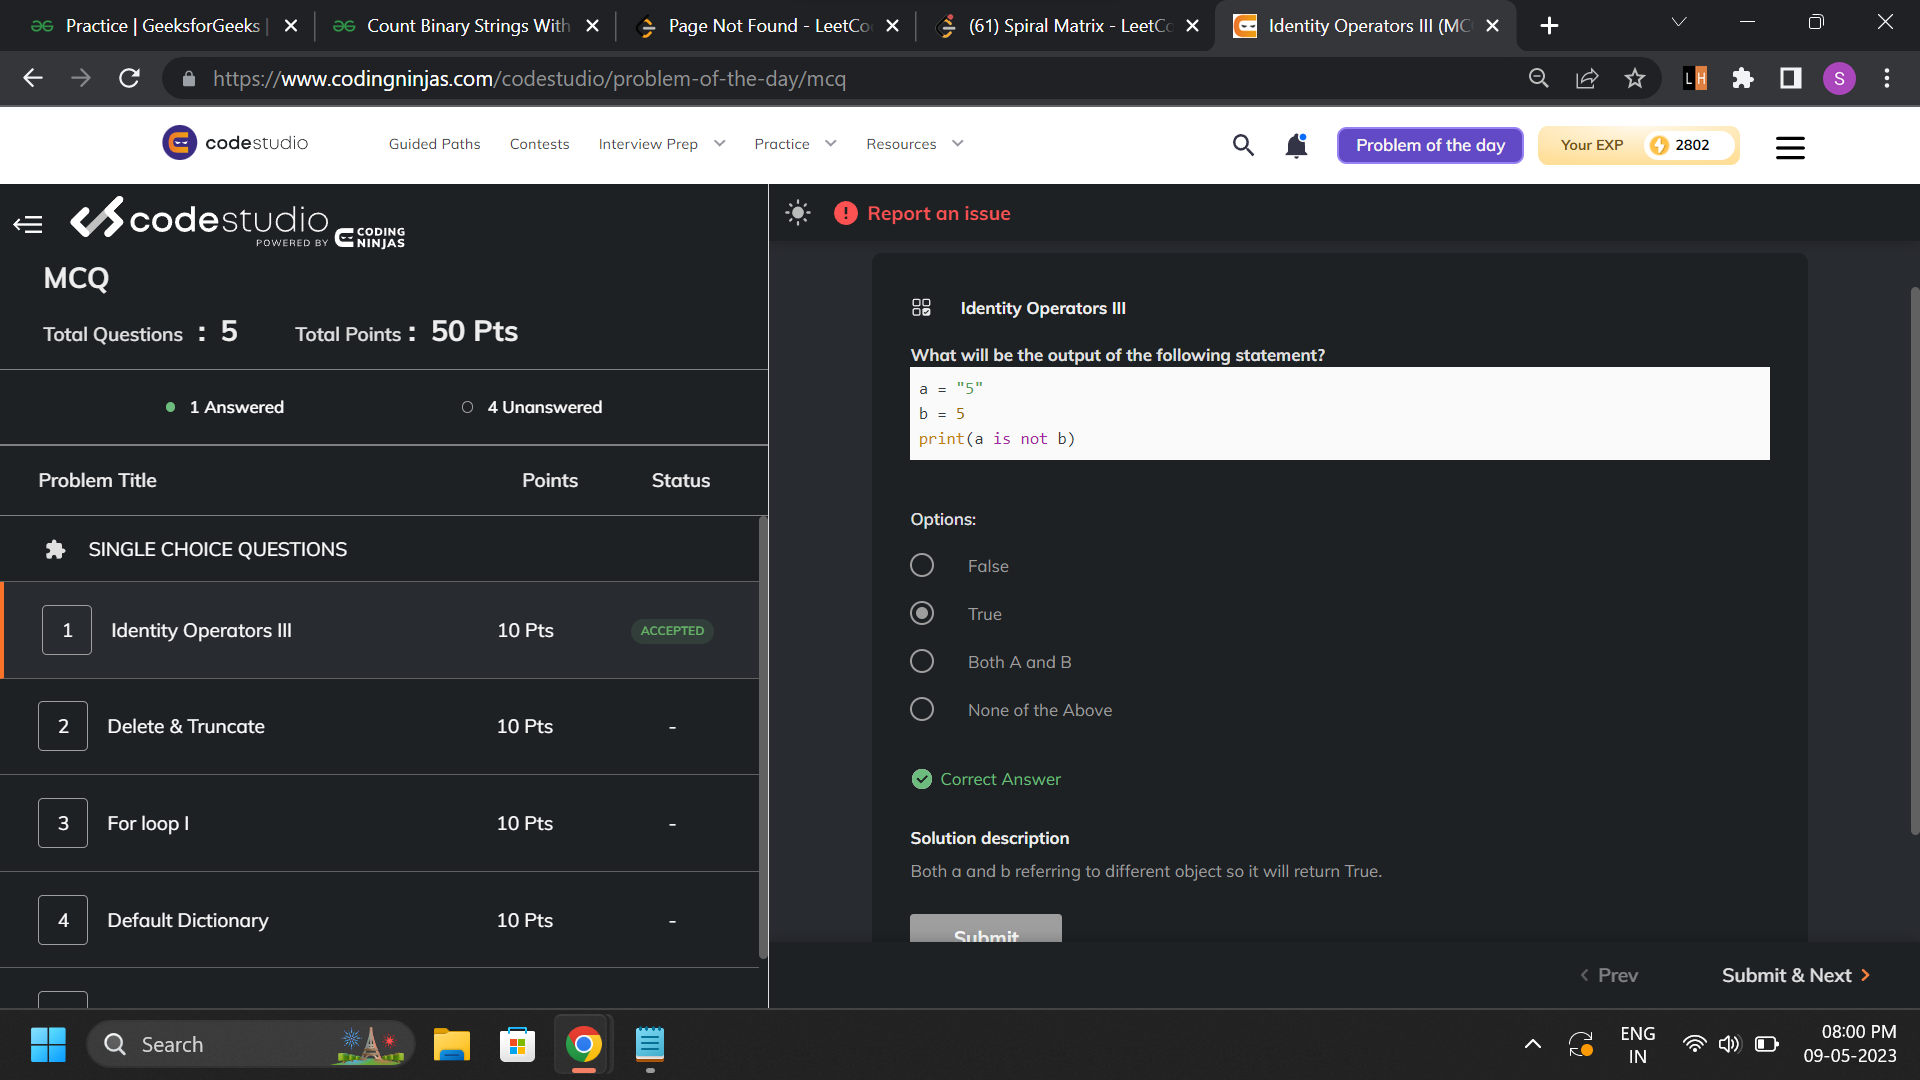 Practice | GeeksforGeeks |
Count Binary Strings With
Page Not Found - LeetCo
(61) Spiral Matrix - LeetCo
Identity Operators III (MC
https://www.codingninjas.com/codestudio/problem-of-the-day/mcq
L H
S
codestudio
Guided Paths
Contests
Interview Prep
Practice
Resources
Problem of the day
Your EXP
2802
codestudio
POWERED BY CODING NINJAS
MCQ
Total Questions : 5
Total Points : 50 Pts
1 Answered
4 Unanswered
Problem Title
Points
Status
SINGLE CHOICE QUESTIONS
1 Identity Operators III 10 Pts ACCEPTED
2 Delete & Truncate 10 Pts -
3 For loop I 10 Pts -
4 Default Dictionary 10 Pts -
Report an issue
Identity Operators III
What will be the output of the following statement?
a = "5"
b = 5
print(a is not b)
Options:
False
True
Both A and B
None of the Above
Correct Answer
Solution description
Both a and b referring to different object so it will return True.
Submit
Prev
Submit & Next
Search
ENG
IN
08:00 PM
09-05-2023